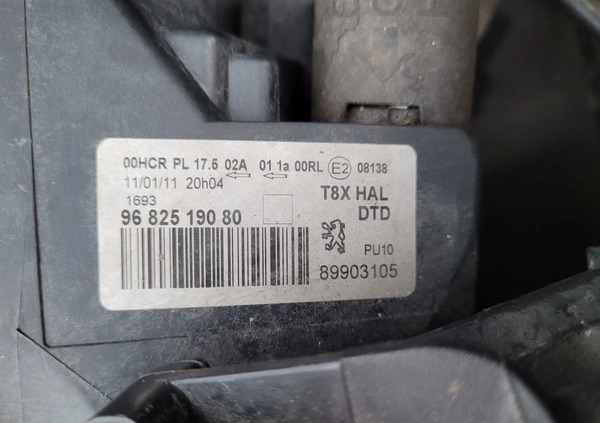 00HCR PL 17.5 02A 01 1a 00RL E2 08138
11/01/11 20h04 ← ←
1693
96 825 190 80
T8X HAL
DTD
PU10
89903105